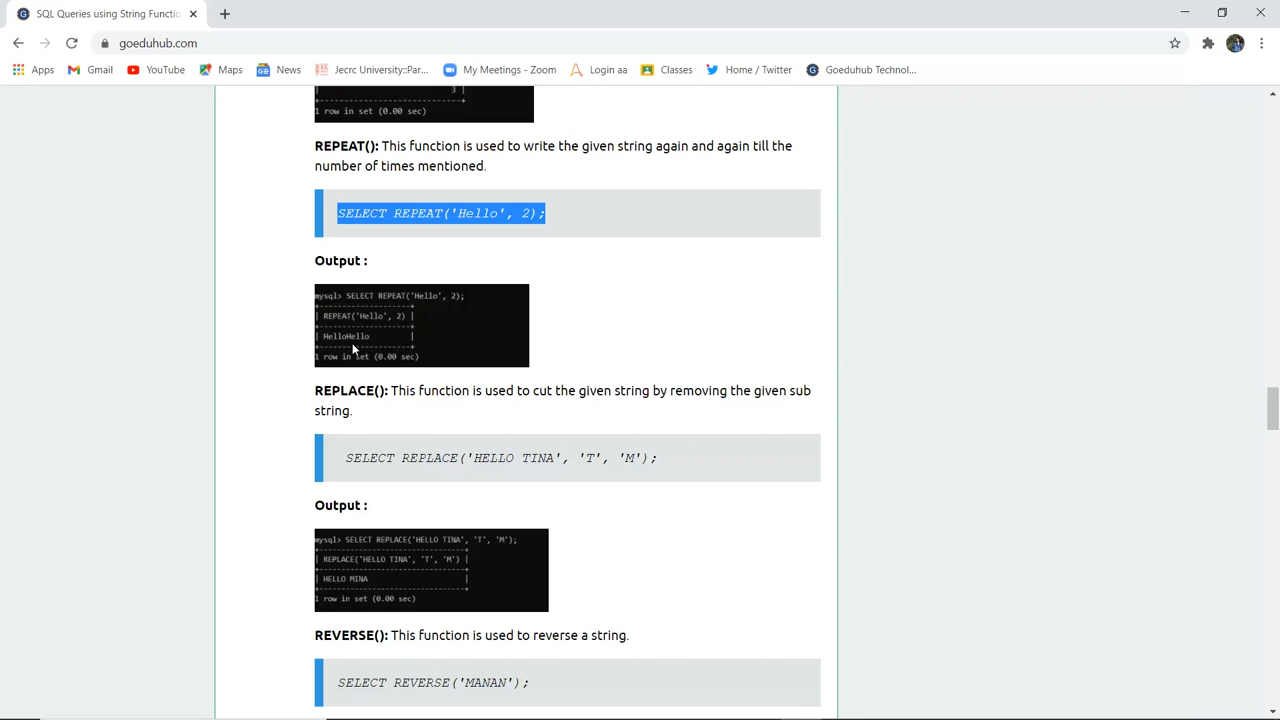 SQL Queries using String Functio
goeduhub.com
Apps Gmail YouTube Maps News Jecrc University::Par... My Meetings - Zoom Login aa Classes Home / Twitter Goeduhub Technol...
3 |
+-----------------------------+
1 row in set (0.00 sec)
REPEAT(): This function is used to write the given string again and again till the
number of times mentioned.
SELECT REPEAT('Hello', 2);
Output :
mysql> SELECT REPEAT('Hello', 2);
+------------------+
| REPEAT('Hello', 2) |
+------------------+
| HelloHello |
+------------------+
1 row in set (0.00 sec)
REPLACE(): This function is used to cut the given string by removing the given sub
string.
SELECT REPLACE('HELLO TINA', 'T', 'M');
Output :
mysql> SELECT REPLACE('HELLO TINA', 'T', 'M');
+-----------------------------+
| REPLACE('HELLO TINA', 'T', 'M') |
+-----------------------------+
| HELLO MINA |
+-----------------------------+
1 row in set (0.00 sec)
REVERSE(): This function is used to reverse a string.
SELECT REVERSE('MANAN');